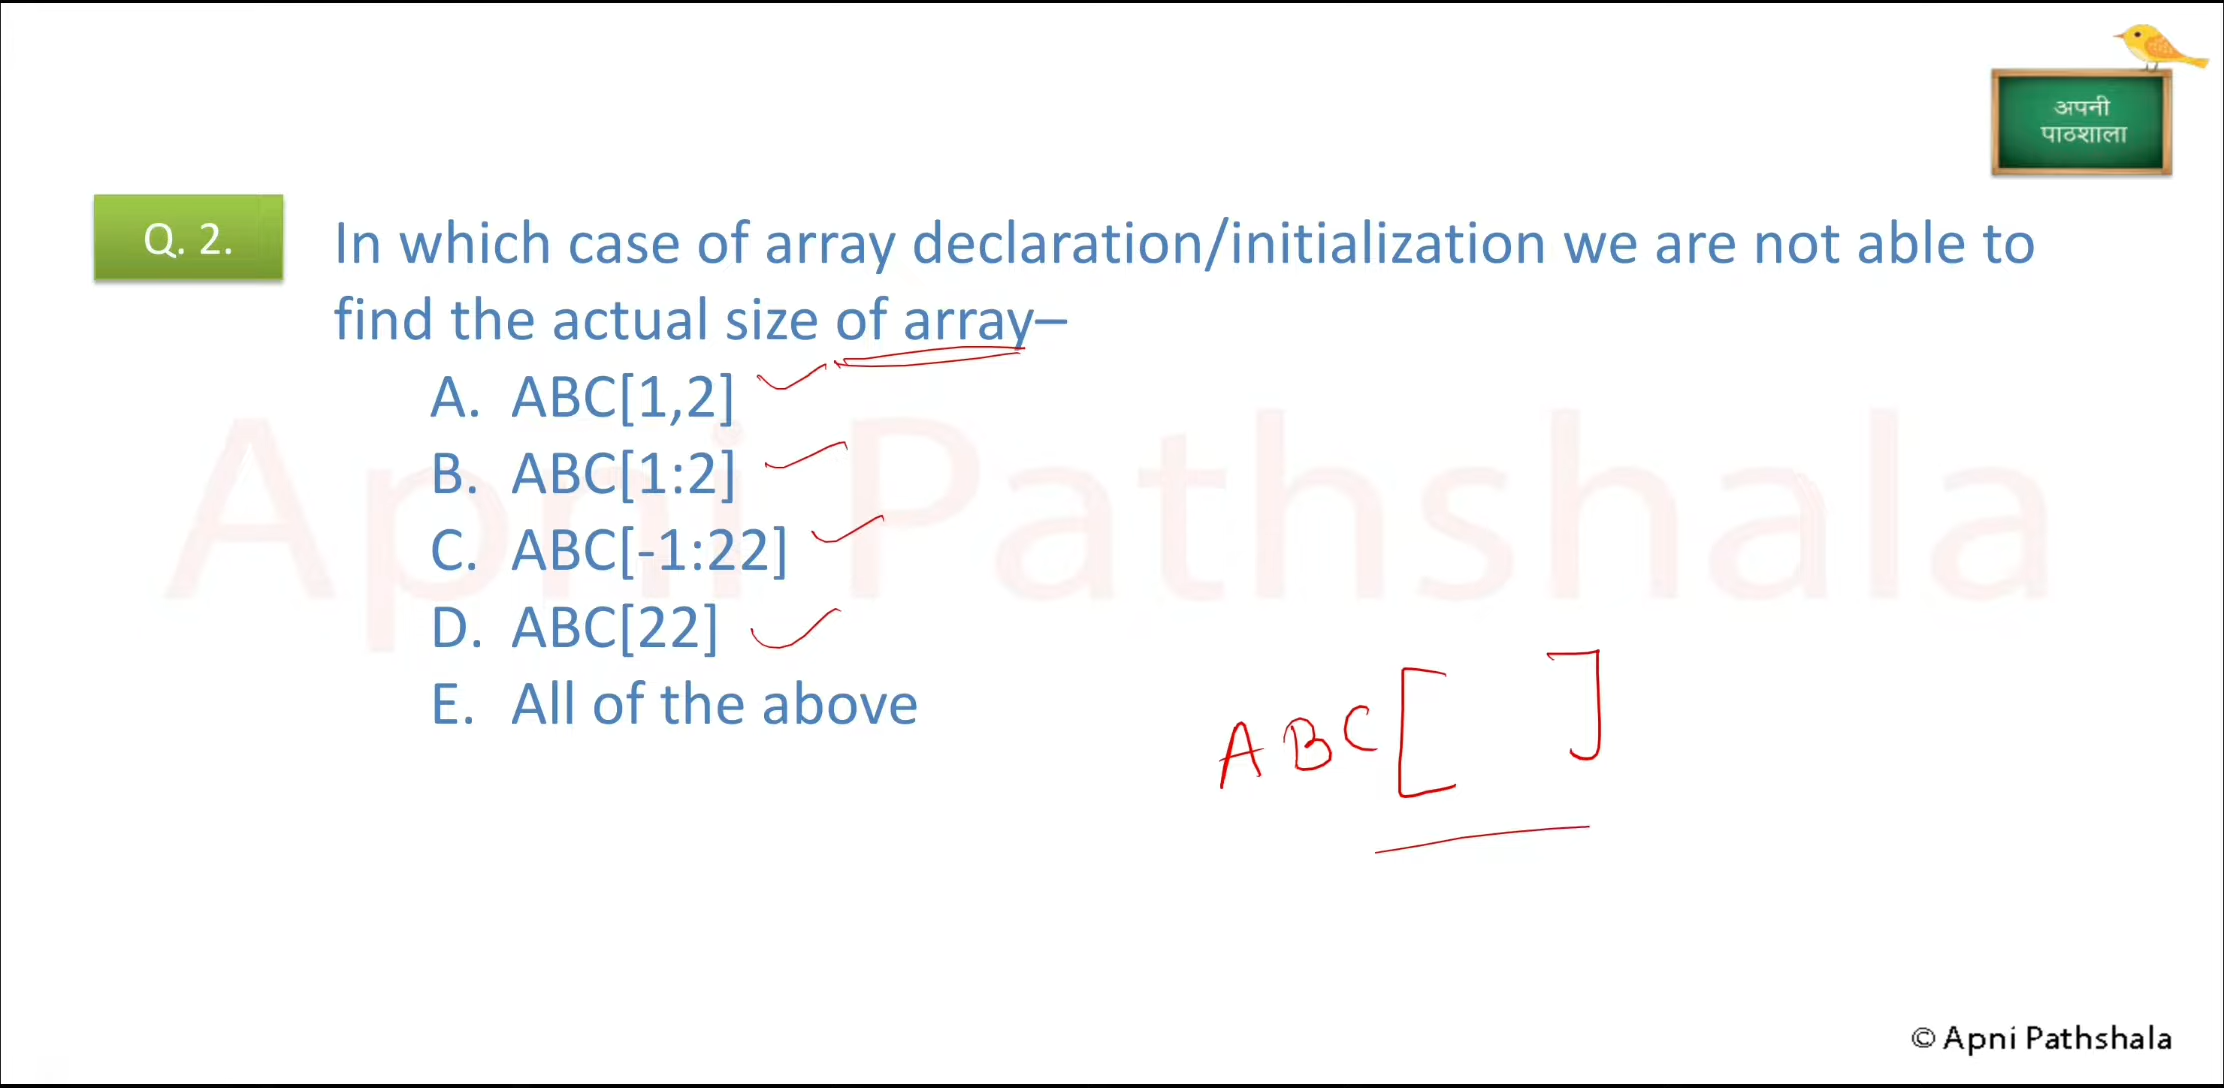 अपनी
पाठशाला
Q. 2.
In which case of array declaration/initialization we are not able to
find the actual size of array–
A. ABC[1,2]
B. ABC[1:2]
C. ABC[-1:22]
D. ABC[22]
E. All of the above
ABC[ ]
Apni Pathshala
© Apni Pathshala